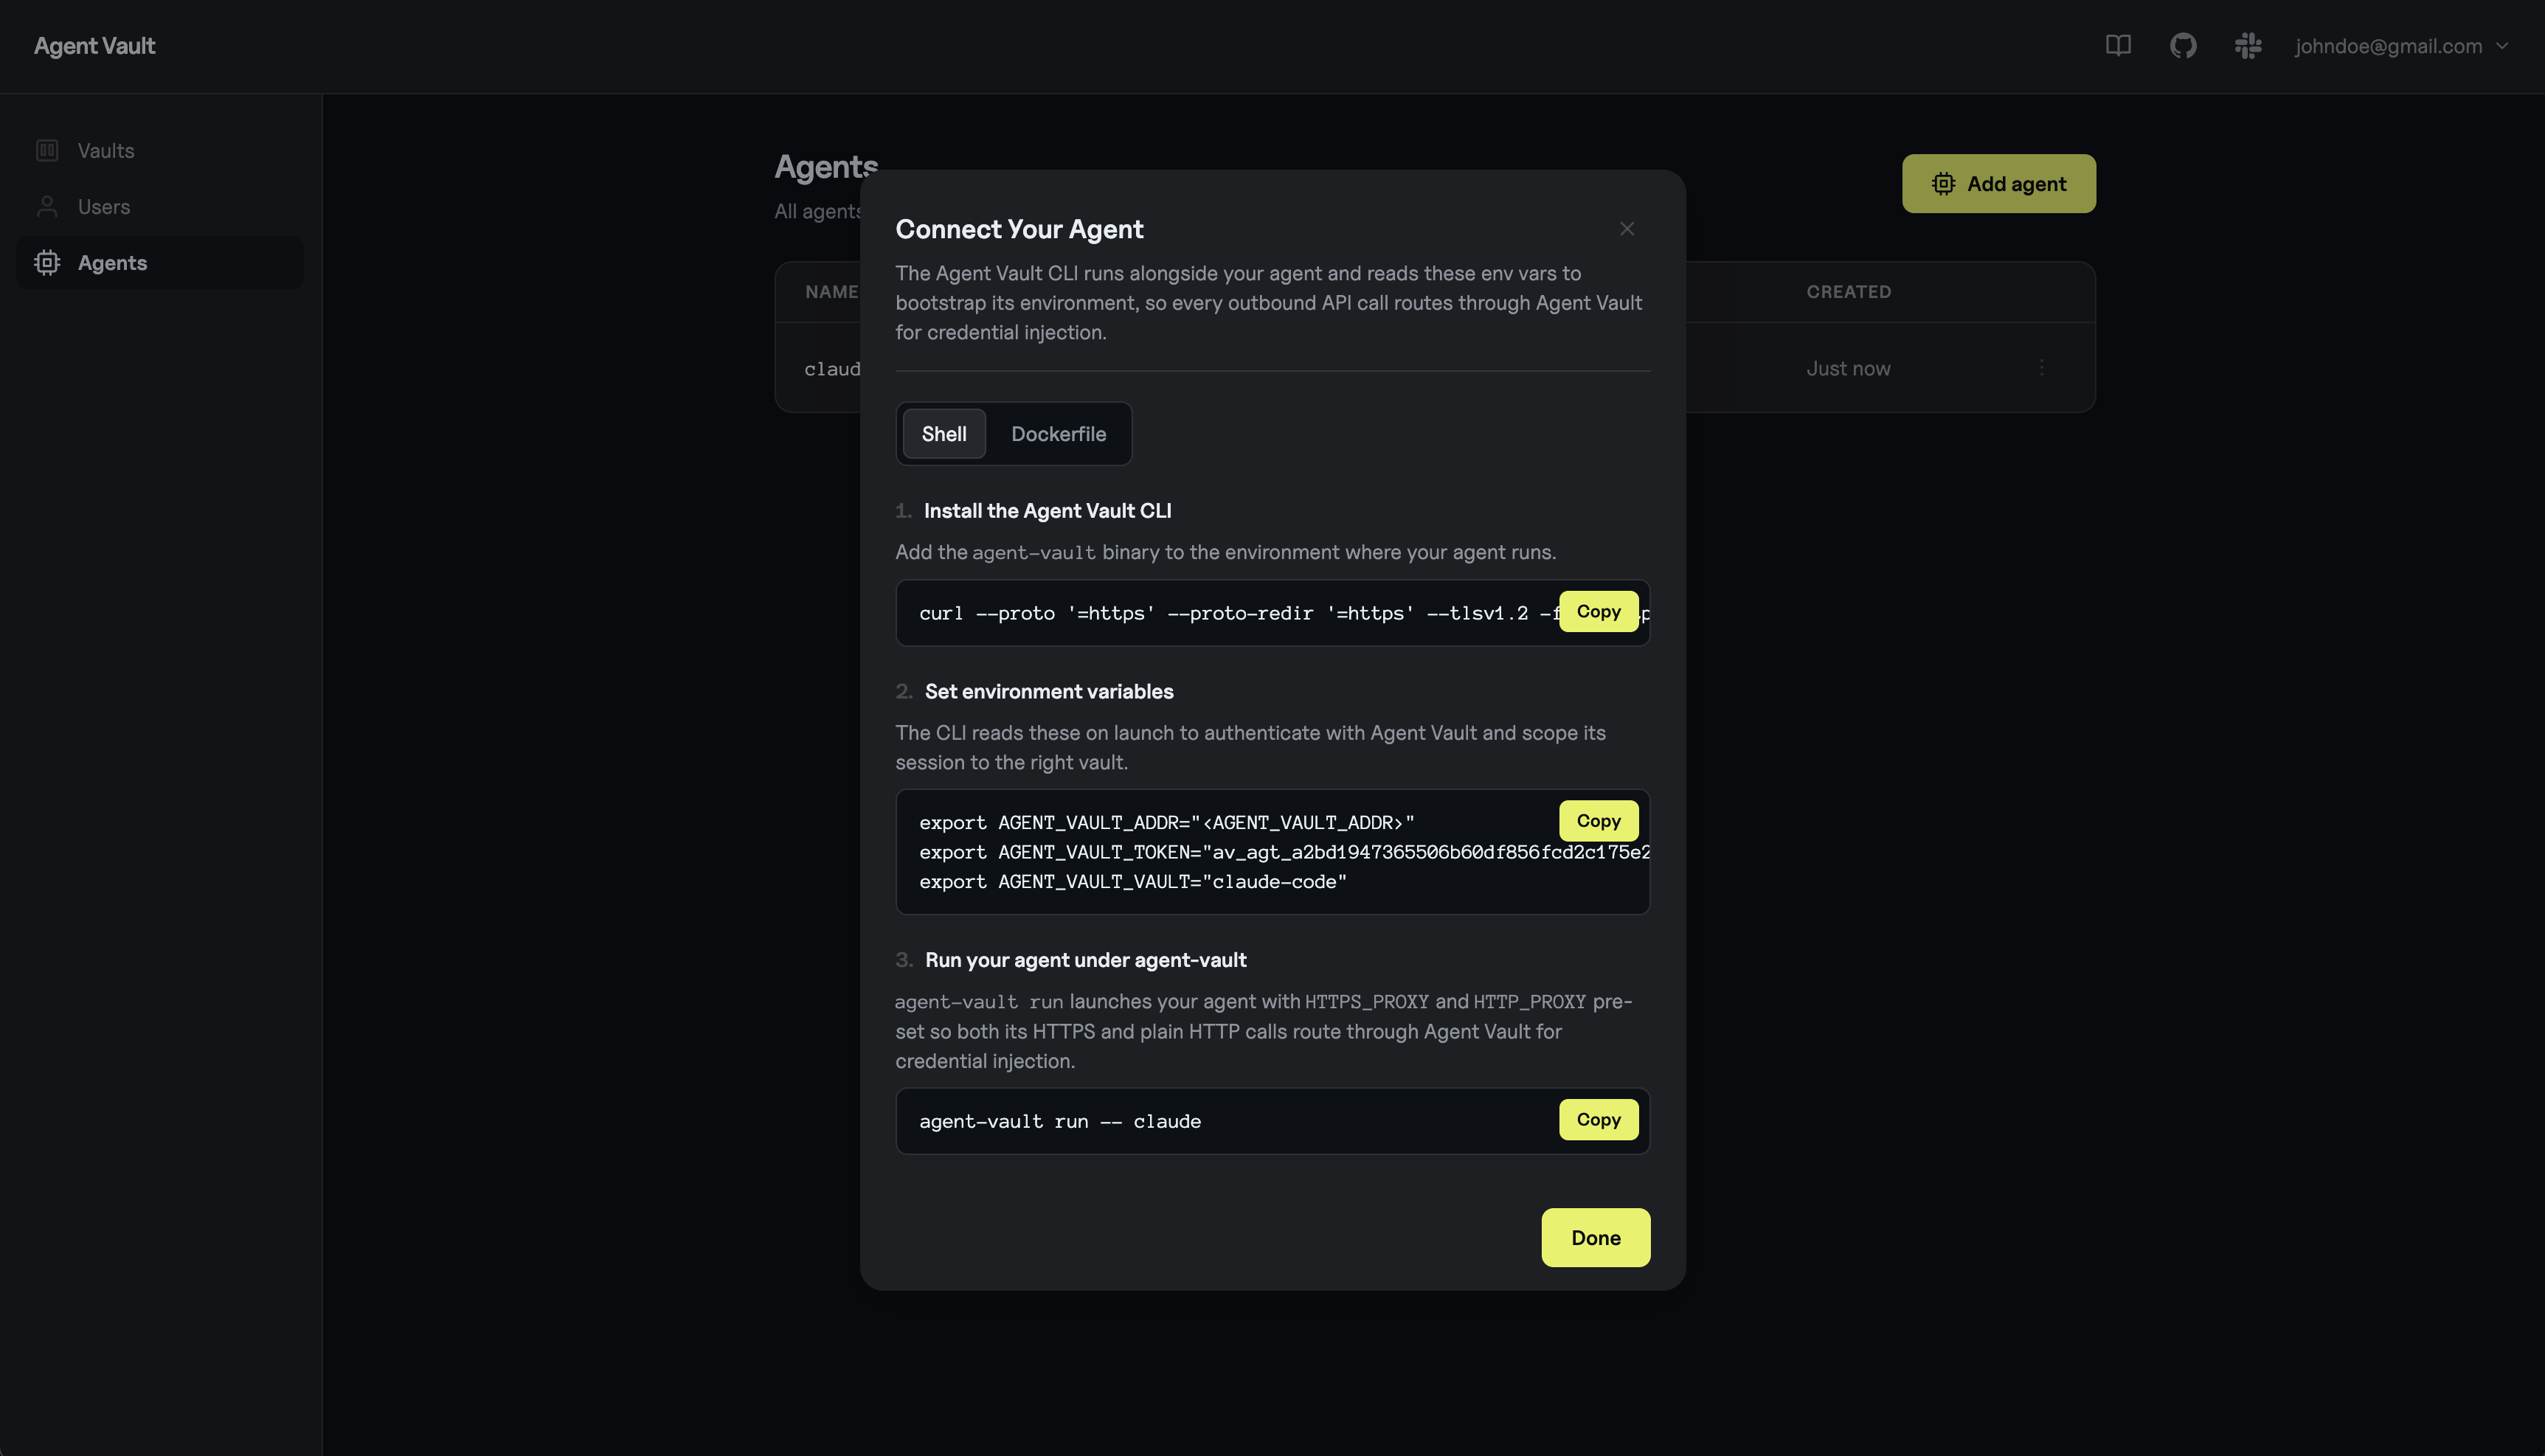 Agent Vault
johndoe@gmail.com
Vaults
Users
Agents
Agents
All agents
Add agent
NAME
CREATED
claud
Just now
Connect Your Agent
The Agent Vault CLI runs alongside your agent and reads these env vars to
bootstrap its environment, so every outbound API call routes through Agent Vault
for credential injection.
Shell Dockerfile
1. Install the Agent Vault CLI
Add the agent-vault binary to the environment where your agent runs.
curl --proto '=https' --proto-redir '=https' --tlsv1.2 -f
Copy
2. Set environment variables
The CLI reads these on launch to authenticate with Agent Vault and scope its
session to the right vault.
export AGENT_VAULT_ADDR="<AGENT_VAULT_ADDR>"
Copy
export AGENT_VAULT_TOKEN="av_agt_a2bd1947365506b60df856fcd2c175e2
export AGENT_VAULT_VAULT="claude-code"
3. Run your agent under agent-vault
agent-vault run launches your agent with HTTPS_PROXY and HTTP_PROXY pre-
set so both its HTTPS and plain HTTP calls route through Agent Vault for
credential injection.
agent-vault run -- claude
Copy
Done